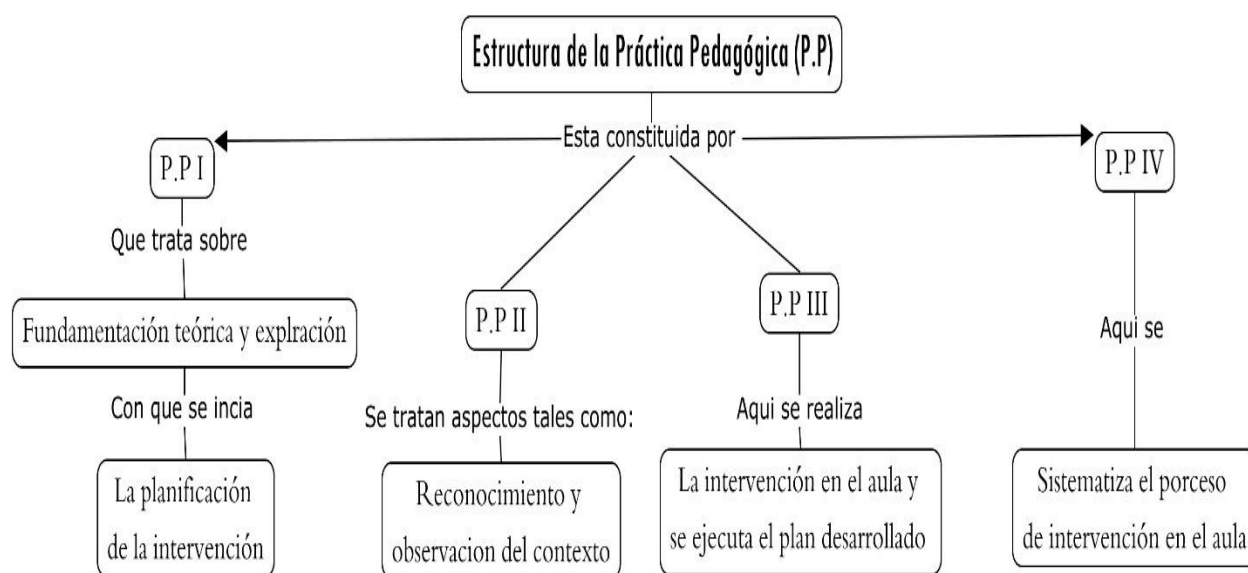 Estructura de la Práctica Pedagógica (P.P)
Esta constituida por
P.P I
P.P IV
Que trata sobre
P.P II
P.P III
Fundamentación teórica y explración
Aqui se
Con que se incia
Se tratan aspectos tales como:
Aqui se realiza
La planificación
de la intervención
Reconocimiento y
observacion del contexto
La intervención en el aula y
se ejecuta el plan desarrollado
Sistematiza el porceso
de intervención en el aula